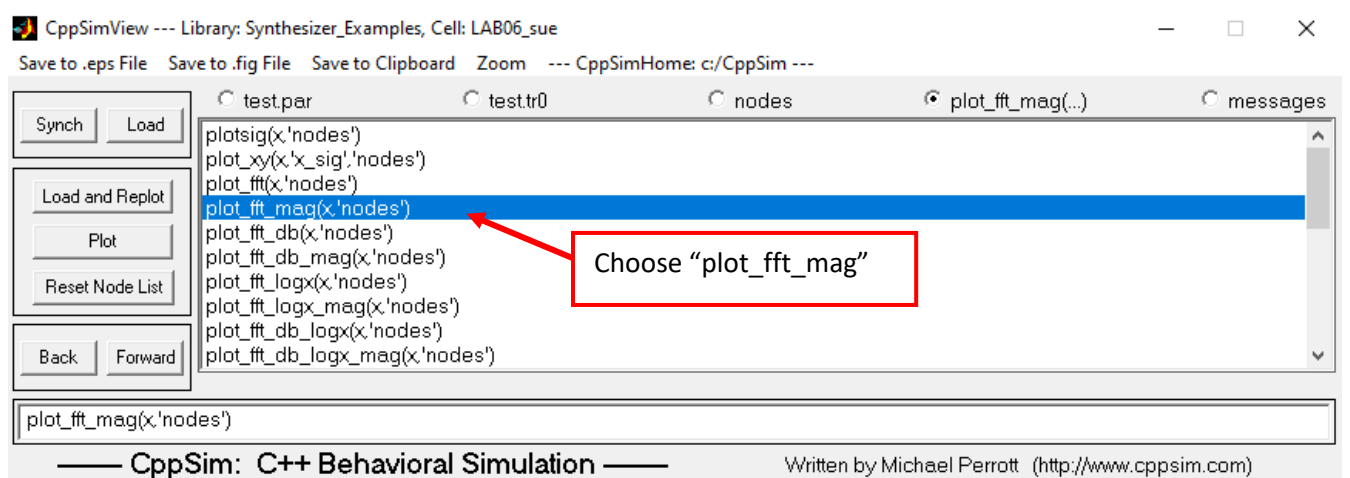 CppSimView --- Library: Synthesizer_Examples, Cell: LAB06_sue
Save to .eps File Save to .fig File Save to Clipboard Zoom --- CppSimHome: c:/CppSim ---
test.par test.tr0 nodes plot_fft_mag(...) messages
Synch Load
plotsig(x,'nodes')
plot_xy(x,'x_sig','nodes')
plot_fft(x,'nodes')
plot_fft_mag(x,'nodes')
plot_fft_db(x,'nodes')
plot_fft_db_mag(x,'nodes')
plot_fft_logx(x,'nodes')
plot_fft_logx_mag(x,'nodes')
plot_fft_db_logx(x,'nodes')
plot_fft_db_logx_mag(x,'nodes')
Load and Replot
Plot
Reset Node List
Back Forward
Choose “plot_fft_mag”
plot_fft_mag(x,'nodes')
—— CppSim: C++ Behavioral Simulation ——
Written by Michael Perrott (http://www.cppsim.com)